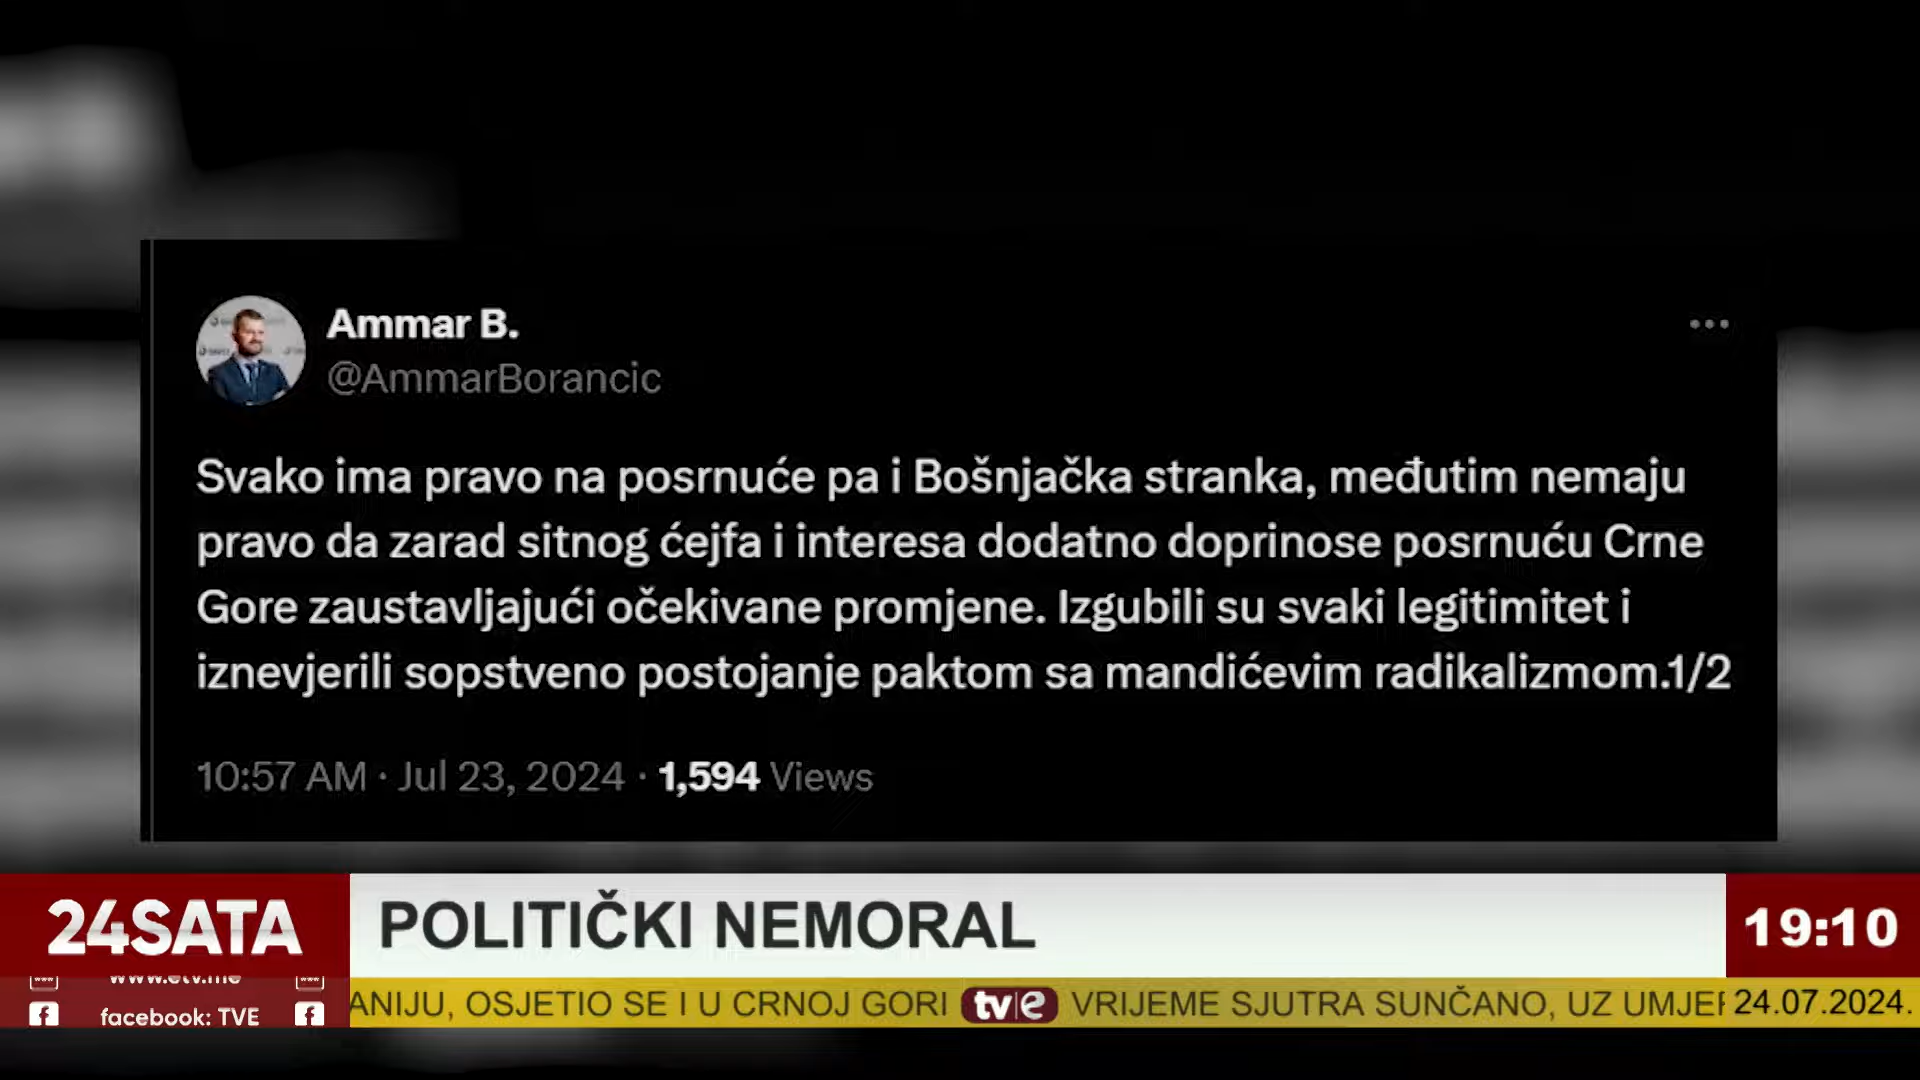 Ammar B.
@AmmarBorancic
Svako ima pravo na posrnuće pa i Bošnjačka stranka, međutim nemaju
pravo da zarad sitnog ćejfa i interesa dodatno doprinose posrnuću Crne
Gore zaustavljajući očekivane promjene. Izgubili su svaki legitimitet i
iznevjerili sopstveno postojanje paktom sa mandićevim radikalizmom.1/2
10:57 AM · Jul 23, 2024 · 1,594 Views
24SATA
POLITIČKI NEMORAL
19:10
www.etv.me
facebook: TVE
ANIJU, OSJETIO SE I U CRNOJ GORI tv|e VRIJEME SJUTRA SUNČANO, UZ UMJE
24.07.2024.